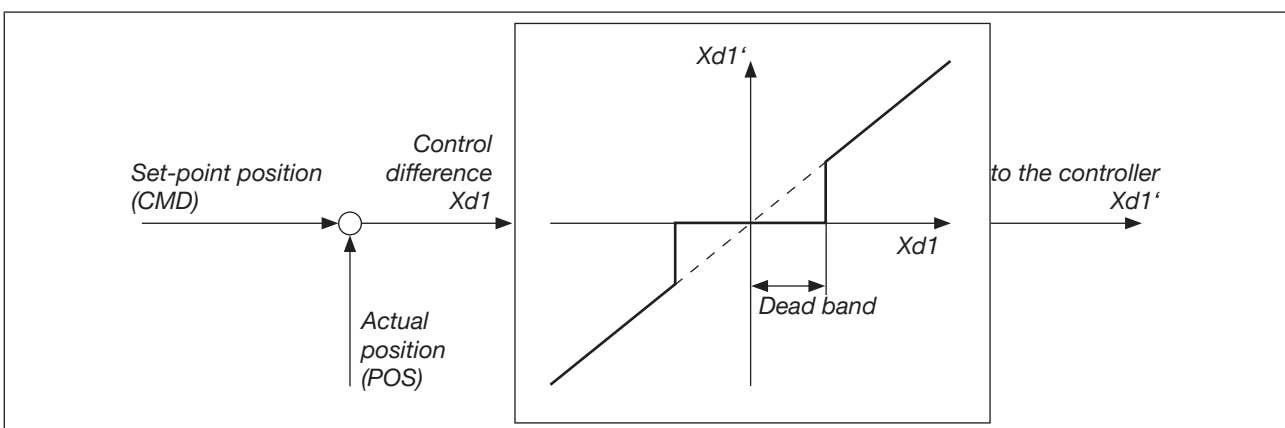 Set-point position
(CMD)
Control
difference
Xd1
Actual
position
(POS)
Xd1‘
Xd1
Dead band
to the controller
Xd1‘